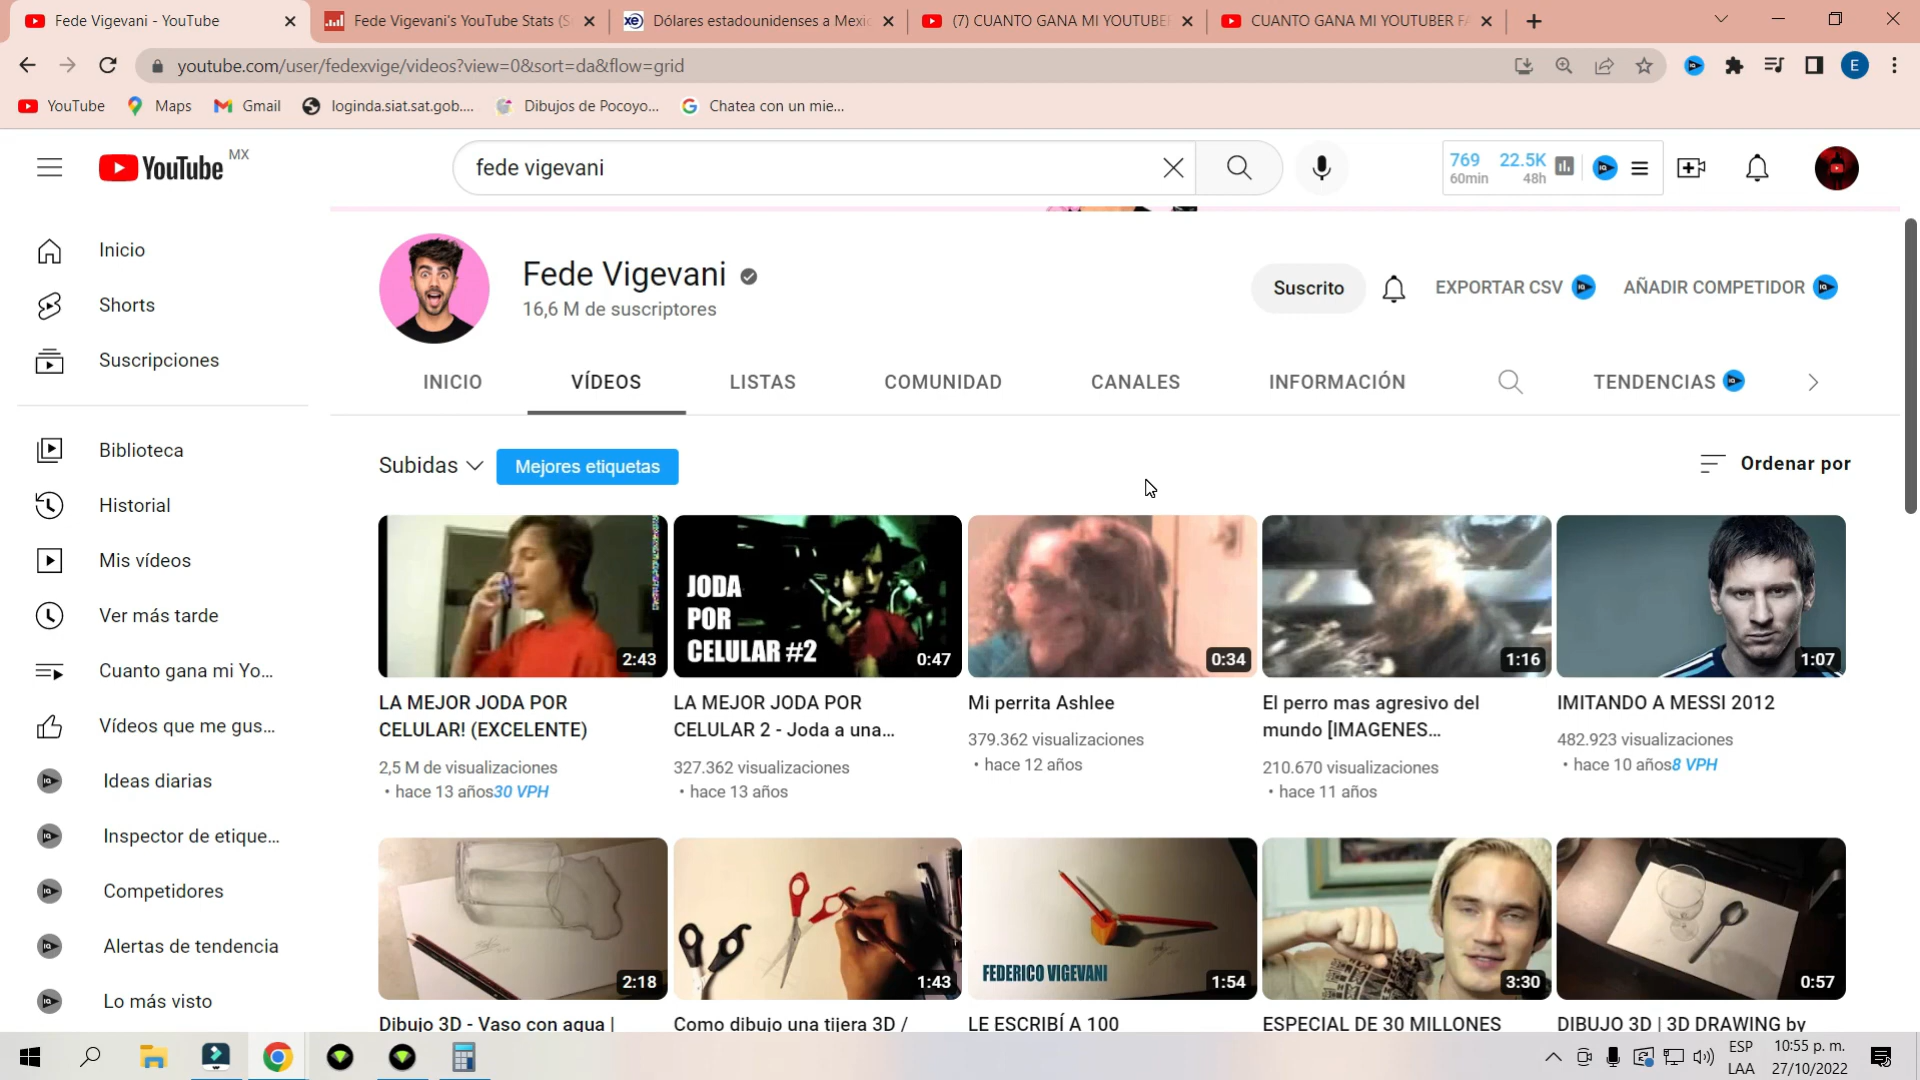 Fede Vigevani - YouTube
Fede Vigevani's YouTube Stats (S
Dólares estadounidenses a Mexic
(7) CUANTO GANA MI YOUTUBER
CUANTO GANA MI YOUTUBER FA
youtube.com/user/fedexvige/videos?view=0&sort=da&flow=grid
E
YouTube
Maps
Gmail
loginda.siat.sat.gob....
Dibujos de Pocoyo...
Chatea con un mie...
YouTube MX
fede vigevani
769 22.5K
60min 48h
Inicio
Shorts
Suscripciones
Biblioteca
Historial
Mis vídeos
Ver más tarde
Cuanto gana mi Yo...
Vídeos que me gus...
Ideas diarias
Inspector de etique...
Competidores
Alertas de tendencia
Lo más visto
Fede Vigevani
16,6 M de suscriptores
Suscrito
EXPORTAR CSV
AÑADIR COMPETIDOR
INICIO
VÍDEOS
LISTAS
COMUNIDAD
CANALES
INFORMACIÓN
TENDENCIAS
Subidas
Mejores etiquetas
Ordenar por
2:43
LA MEJOR JODA POR
CELULAR! (EXCELENTE)
2,5 M de visualizaciones
• hace 13 años30 VPH
JODA
POR
CELULAR #2
0:47
LA MEJOR JODA POR
CELULAR 2 - Joda a una...
327.362 visualizaciones
• hace 13 años
0:34
Mi perrita Ashlee
379.362 visualizaciones
• hace 12 años
1:16
El perro mas agresivo del
mundo [IMAGENES...
210.670 visualizaciones
• hace 11 años
1:07
IMITANDO A MESSI 2012
482.923 visualizaciones
• hace 10 años8 VPH
2:18
Dibujo 3D - Vaso con agua |
1:43
Como dibujo una tijera 3D /
FEDERICO VIGEVANI
1:54
LE ESCRIBÍ A 100
3:30
ESPECIAL DE 30 MILLONES
0:57
DIBUJO 3D | 3D DRAWING by
ESP
LAA
10:55 p. m.
27/10/2022